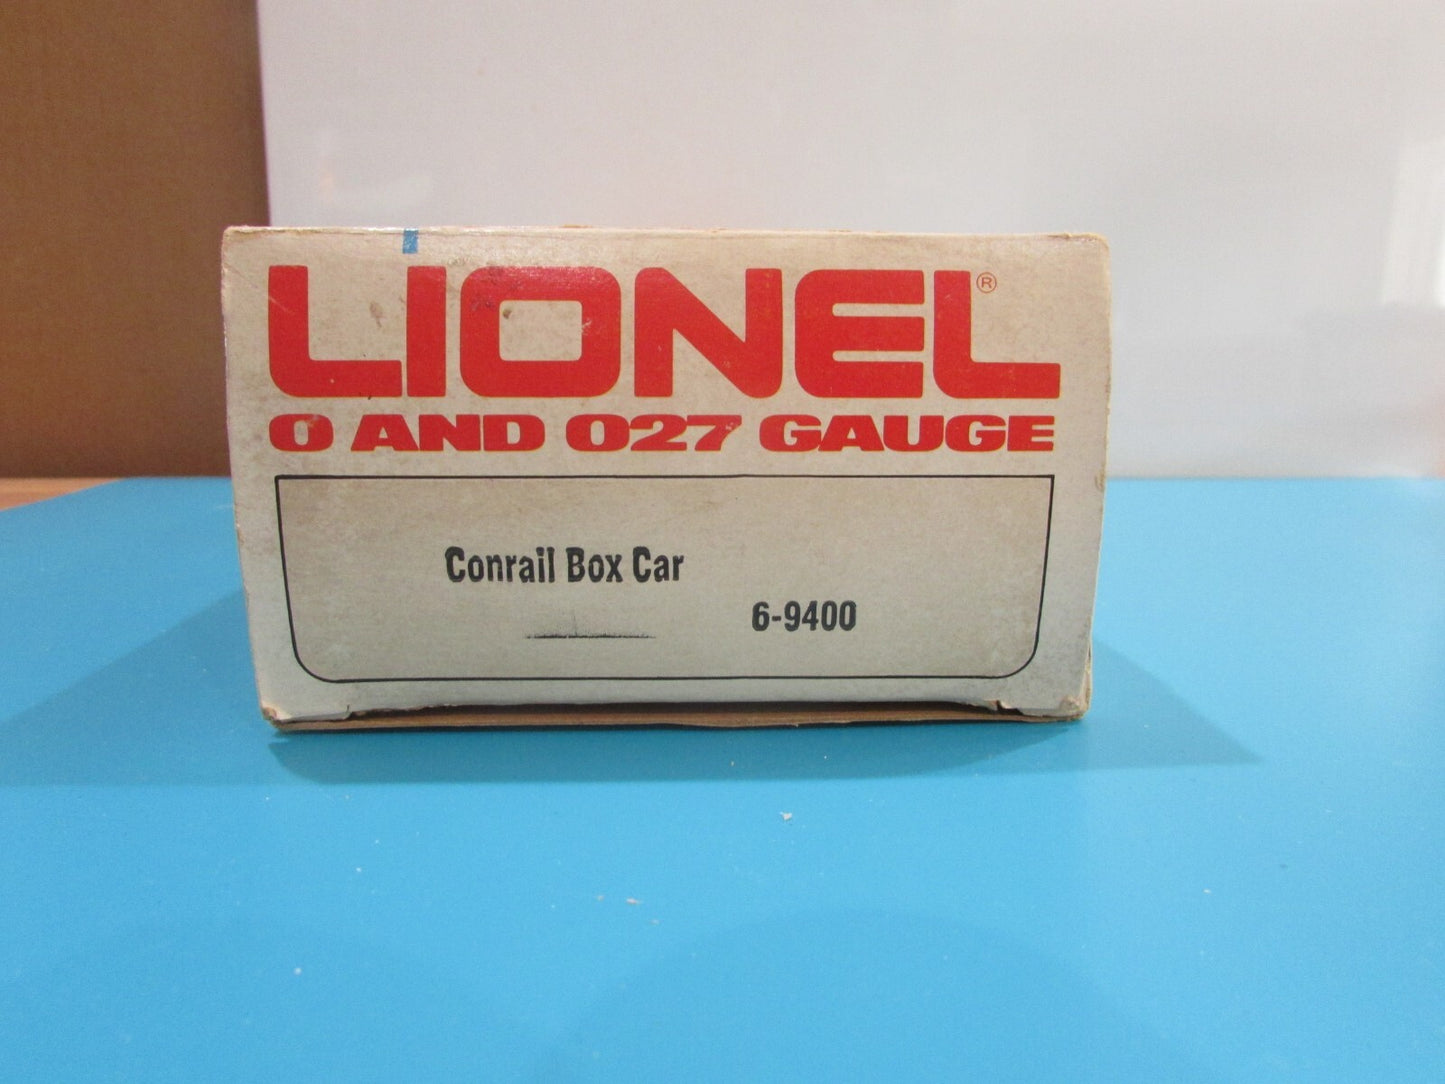 LIONEL®
O AND O27 GAUGE
Conrail Box Car
6-9400